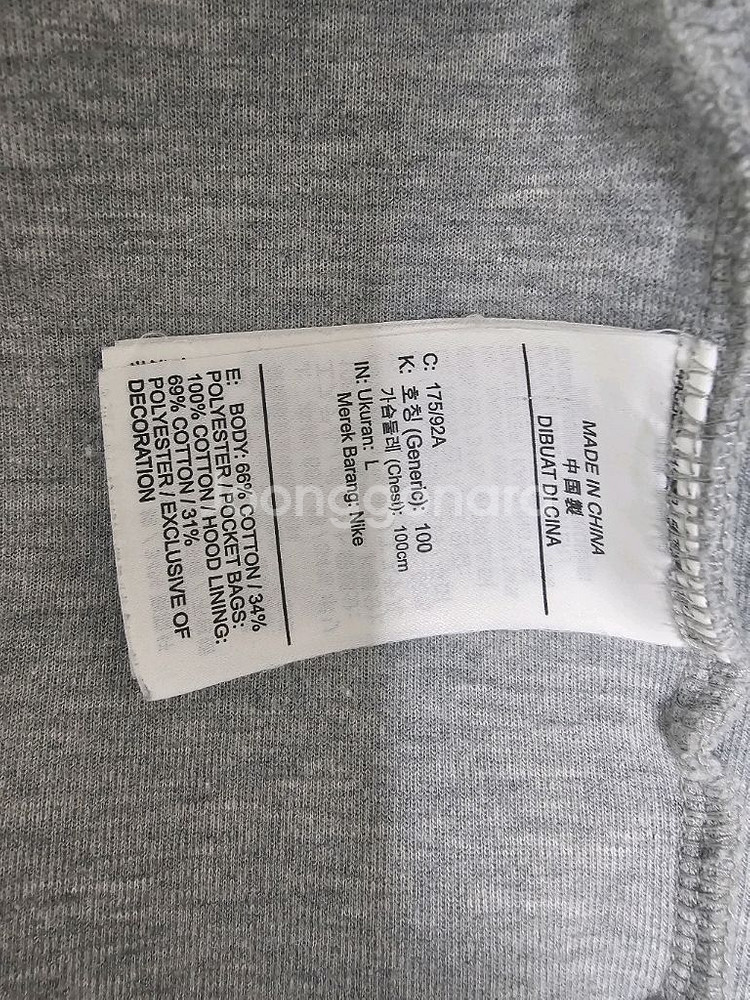 MADE IN CHINA
中国製
DIBUAT DI CINA
C: 175/92A
K: 호칭 (Generic): 100
가슴둘레 (Chest): 100cm
IN: Ukuran: L
Merek Barang: Nike
E: BODY: 66% COTTON / 34%
POLYESTER / POCKET BAGS:
100% COTTON / HOOD LINING:
69% COTTON / 31%
POLYESTER / EXCLUSIVE OF
DECORATION